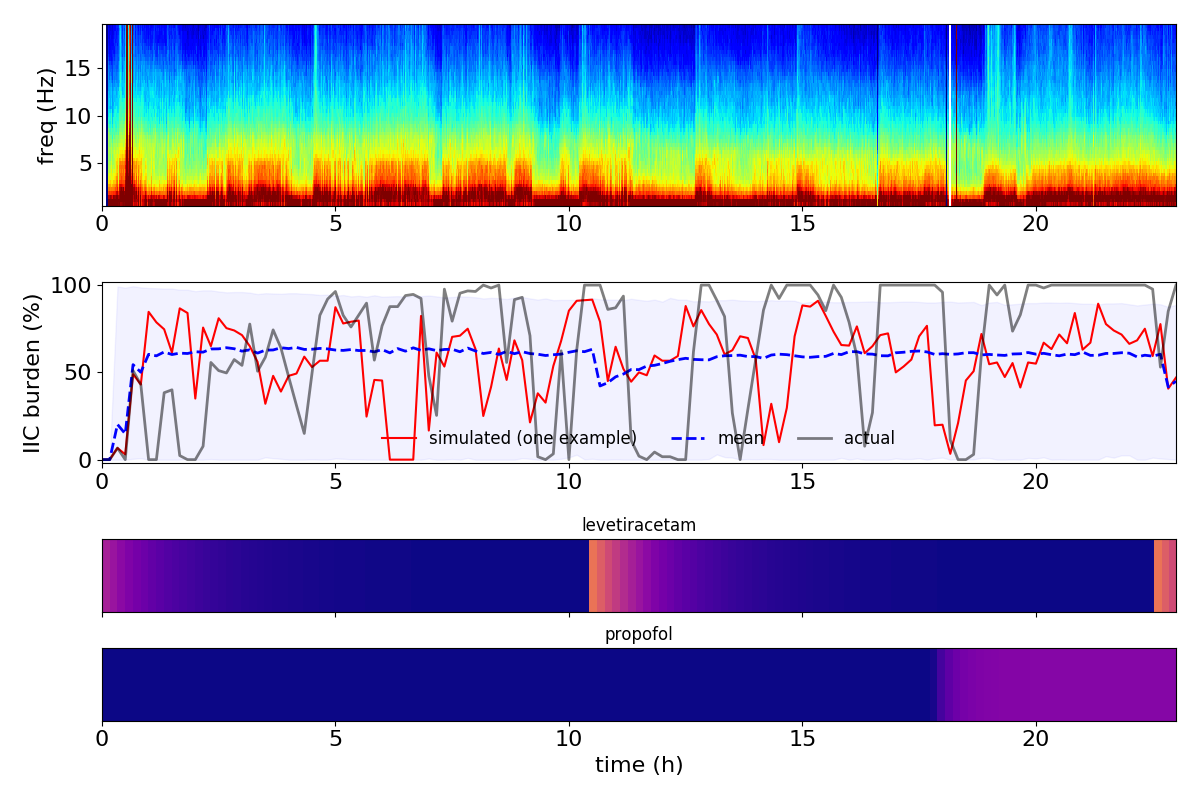 freq (Hz)
15
10
5
0 5 10 15 20
IIC burden (%)
100
50
0
simulated (one example) mean actual
0 5 10 15 20
levetiracetam
propofol
0 5 10 15 20
time (h)